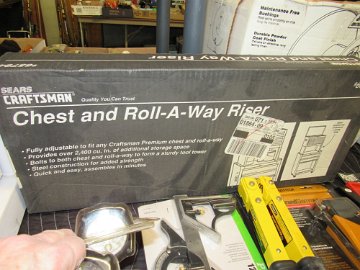 Maintenance Free
Bushings
Durable Powder
Coat Finish
SEARS
CRAFTSMAN
Quality You Can Trust
Chest and Roll-A-Way Riser
• Fully adjustable to fit any Craftsman Premium chest and roll-a-way
• Provides over 2,400 cu. in. of additional storage space
• Bolts to both chest and roll-a-way to form a sturdy tool tower
• Steel construction for added strength
• Quick and easy, assembles in minutes